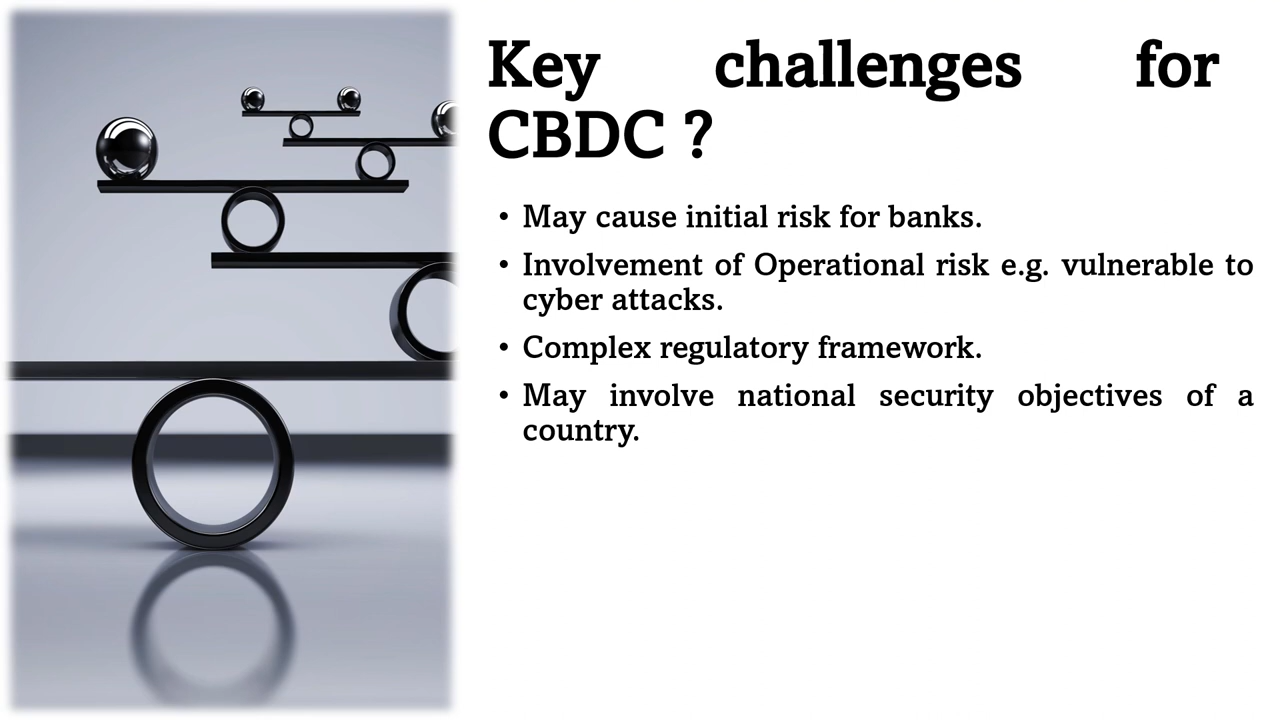 Key challenges for
CBDC ?
• May cause initial risk for banks.
• Involvement of Operational risk e.g. vulnerable to
cyber attacks.
• Complex regulatory framework.
• May involve national security objectives of a
country.